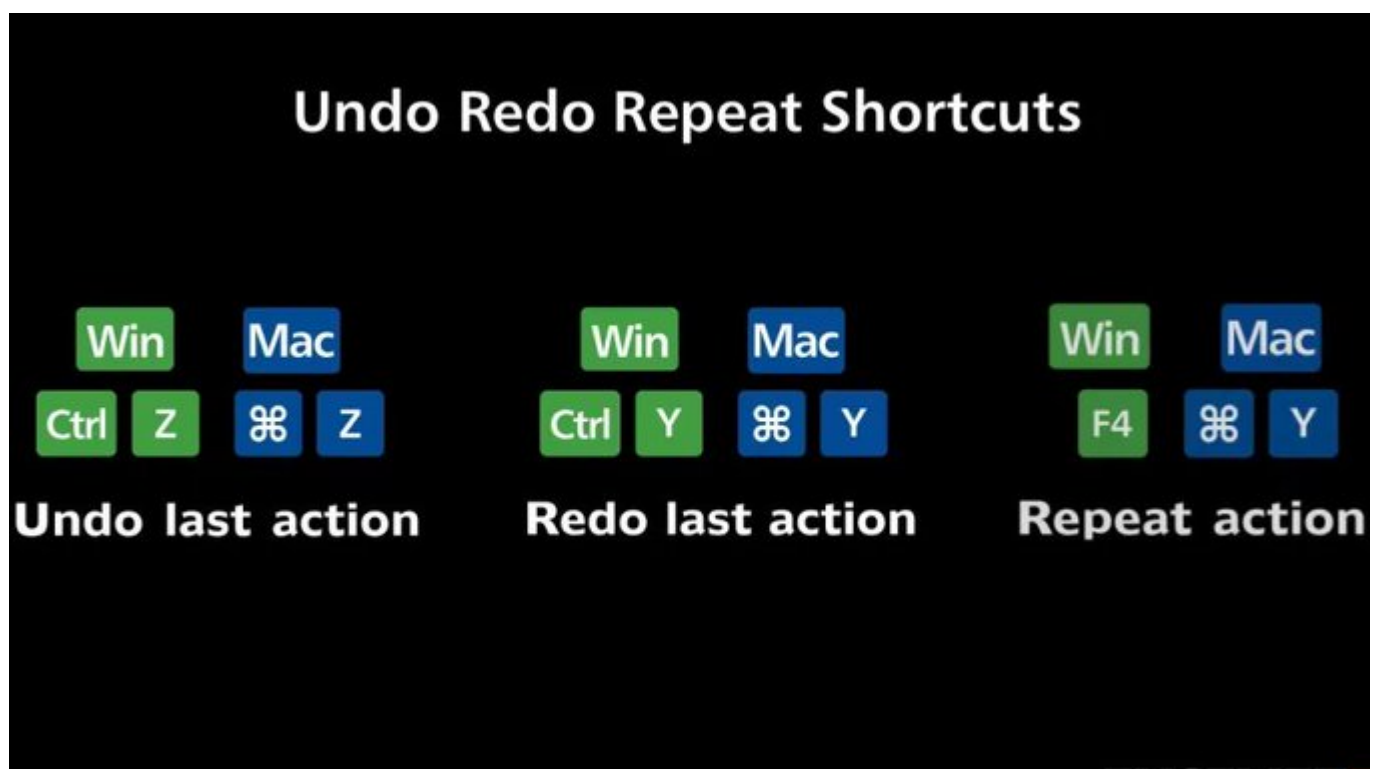 Undo Redo Repeat Shortcuts
Win Mac Win Mac Win Mac
Ctrl Z ⌘ Z Ctrl Y ⌘ Y F4 ⌘ Y
Undo last action Redo last action Repeat action